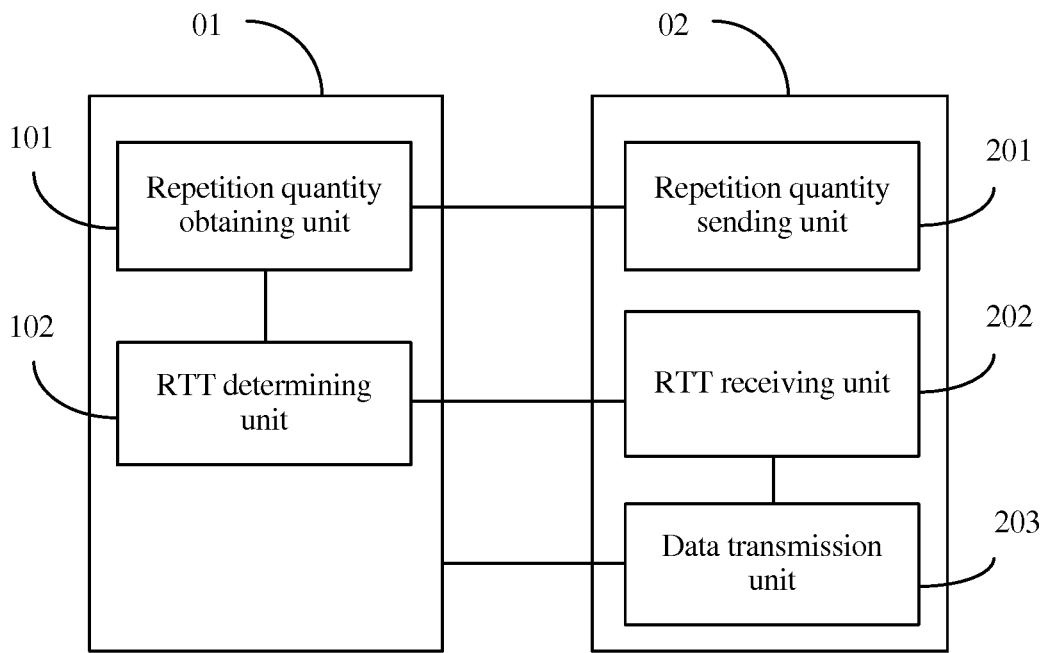 01
02
101
Repetition quantity
obtaining unit
Repetition quantity
sending unit
201
102
RTT determining
unit
RTT receiving unit
202
Data transmission
unit
203